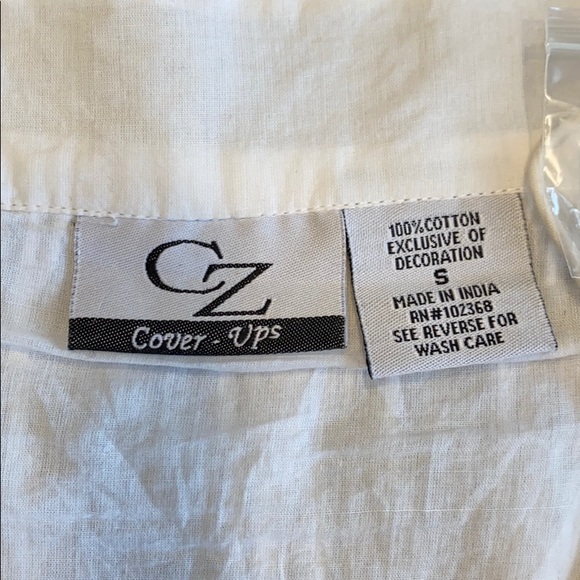 CZ
Cover - Ups
100% COTTON
EXCLUSIVE OF
DECORATION
S
MADE IN INDIA
RN#102368
SEE REVERSE FOR
WASH CARE